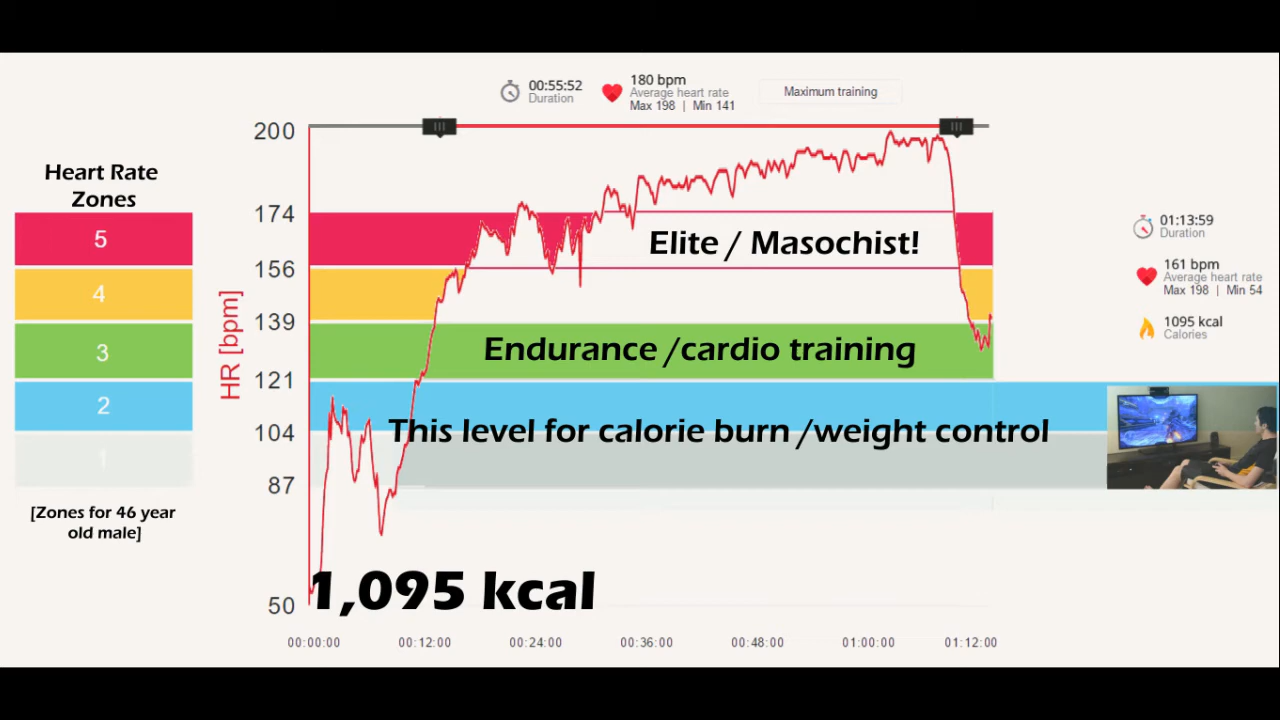 00:55:52
Duration
180 bpm
Average heart rate
Max 198 | Min 141
Maximum training
Heart Rate
Zones
5
4
3
2
1
[Zones for 46 year
old male]
HR [bpm]
200
174
156
139
121
104
87
50
Elite / Masochist!
Endurance /cardio training
This level for calorie burn /weight control
1,095 kcal
00:00:00
00:12:00
00:24:00
00:36:00
00:48:00
01:00:00
01:12:00
01:13:59
Duration
161 bpm
Average heart rate
Max 198 | Min 54
1095 kcal
Calories